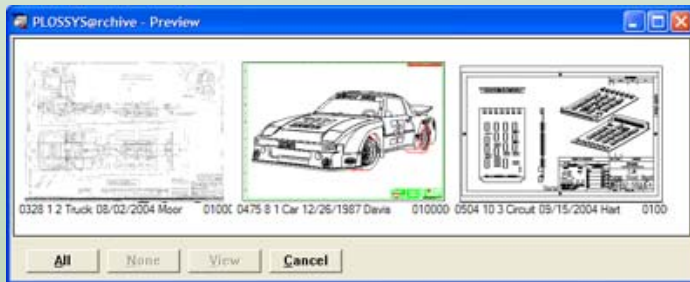 PLOSSYS@rchive - Preview
0328 1 2 Truck 08/02/2004 Moor 0100(
0475 8 1 Car 12/26/1987 Davis 010000
0504 10 3 Circuit 09/15/2004 Hart 0100
All None View Cancel